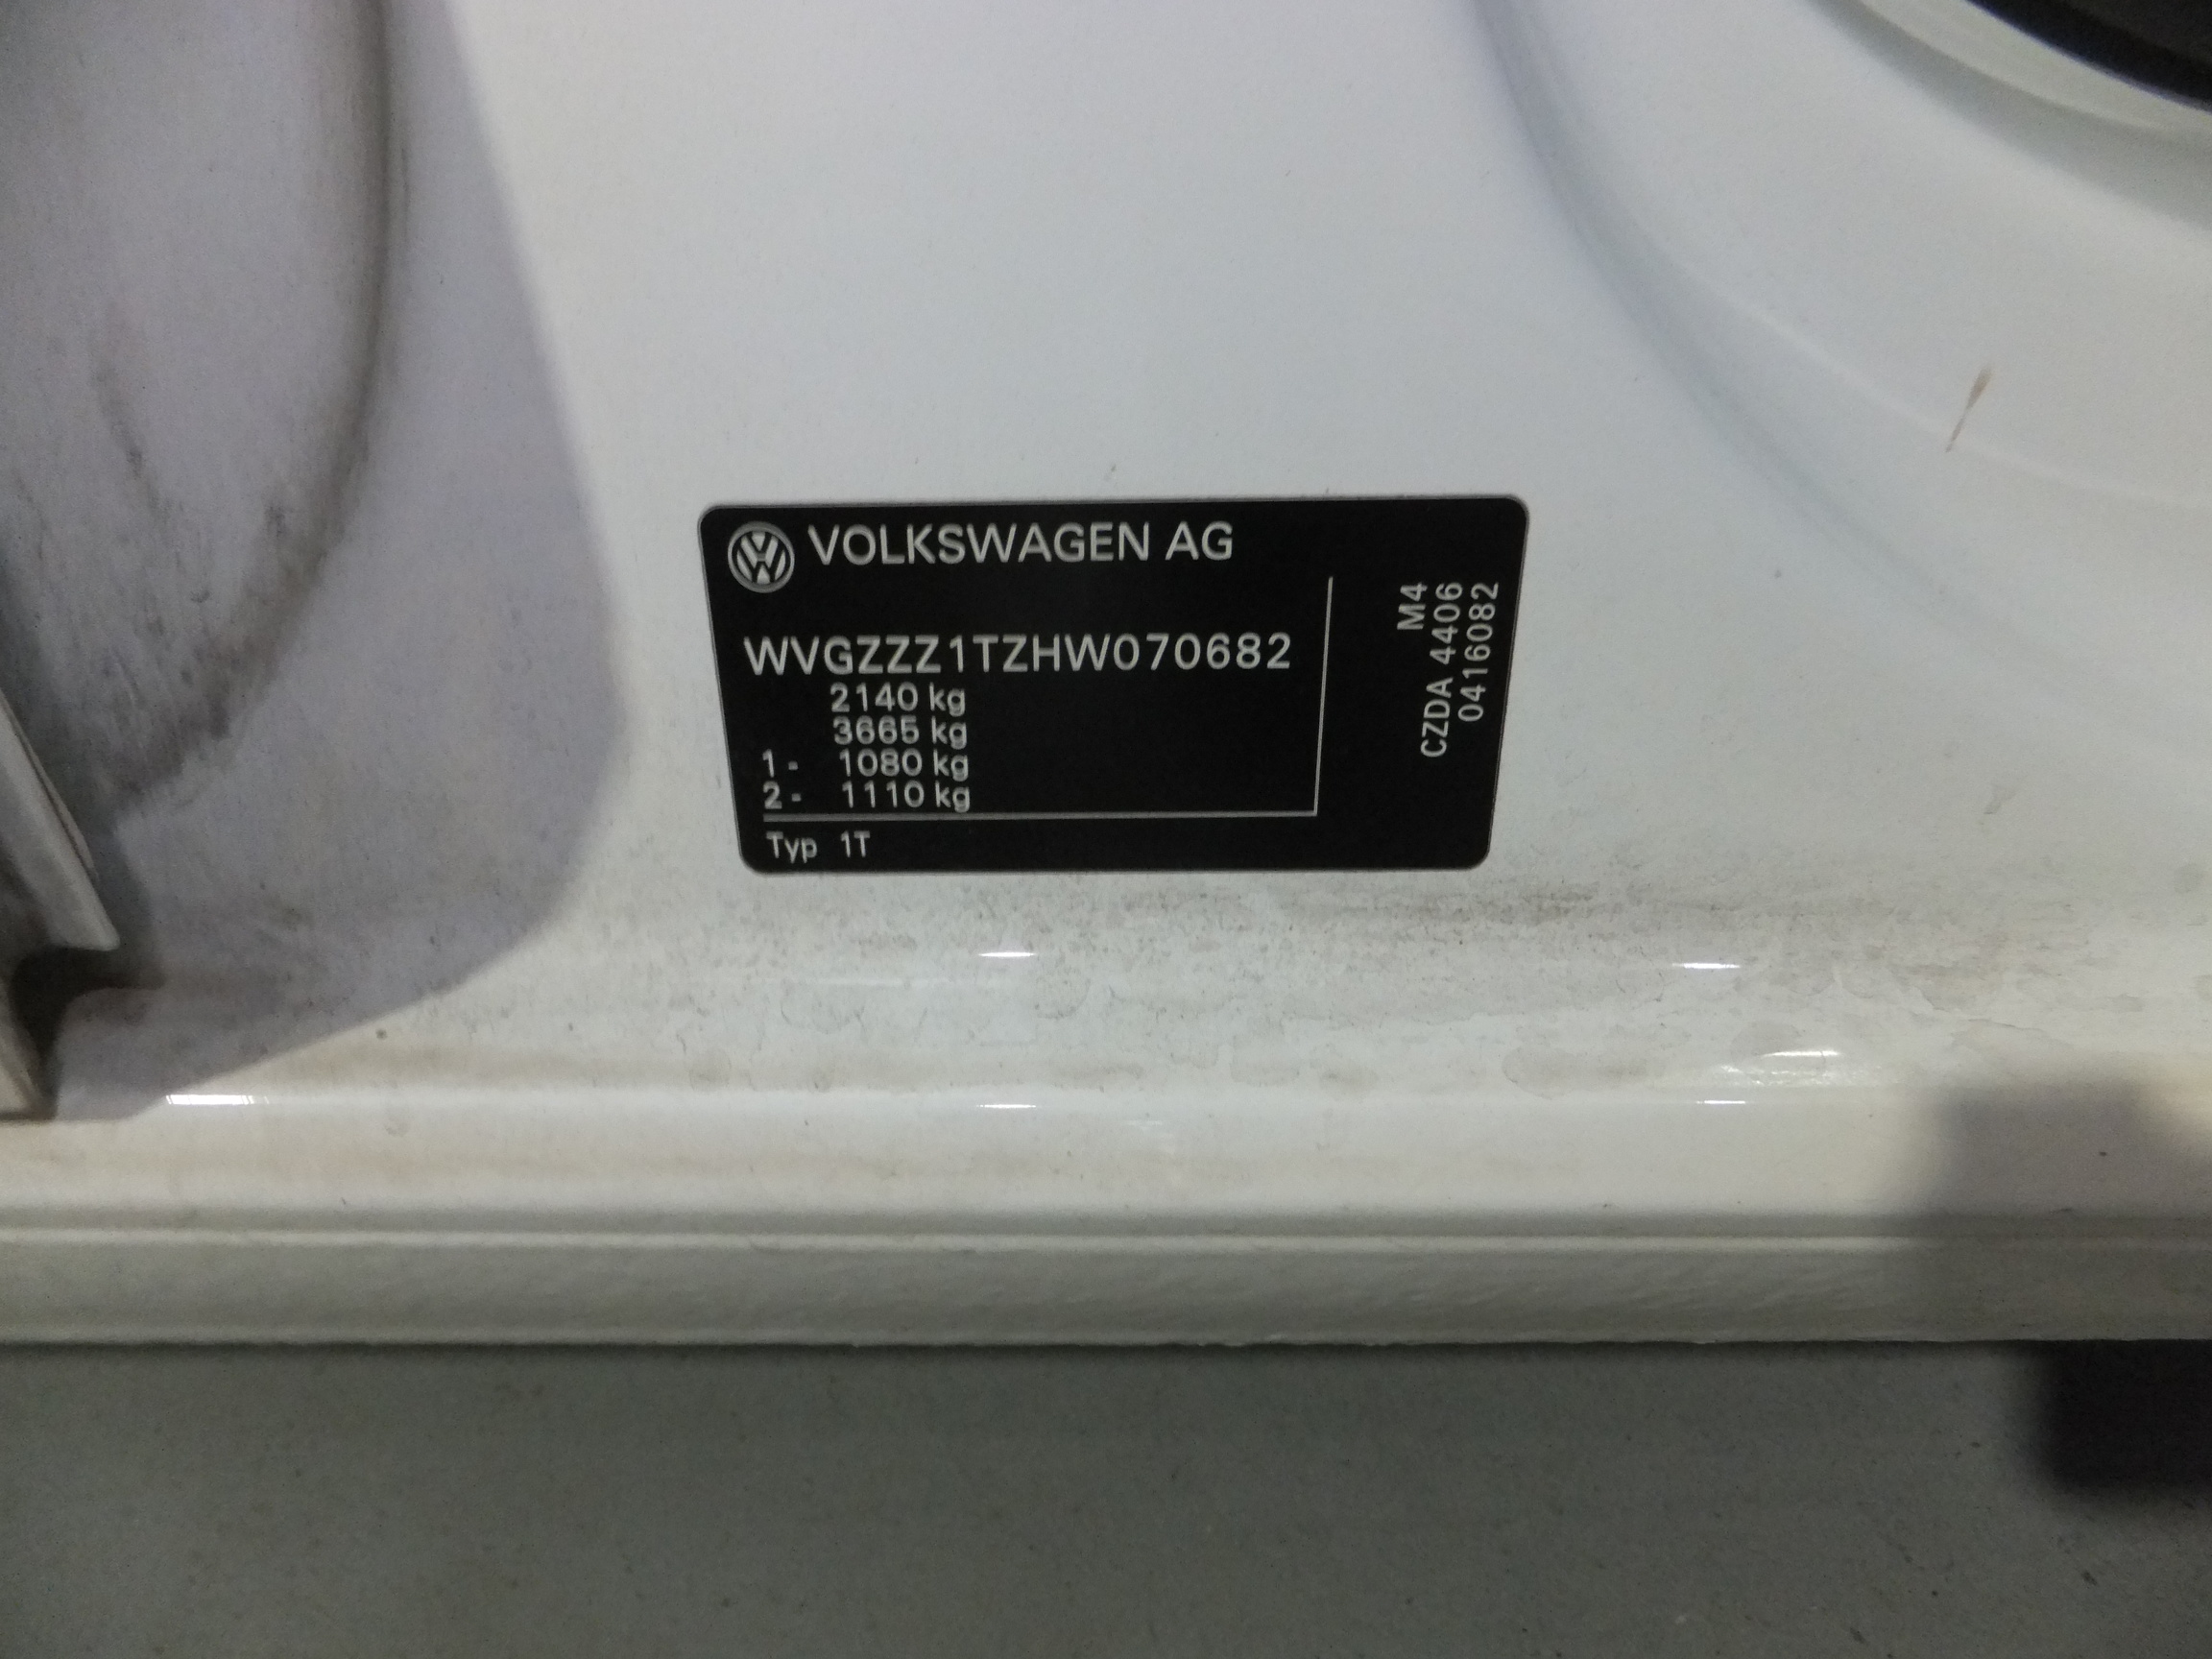 VOLKSWAGEN AG
WVGZZZ1TZHW070682
2140 kg
3665 kg
1- 1080 kg
2- 1110 kg
Typ 1T
M4
CZDA 4406
0416082